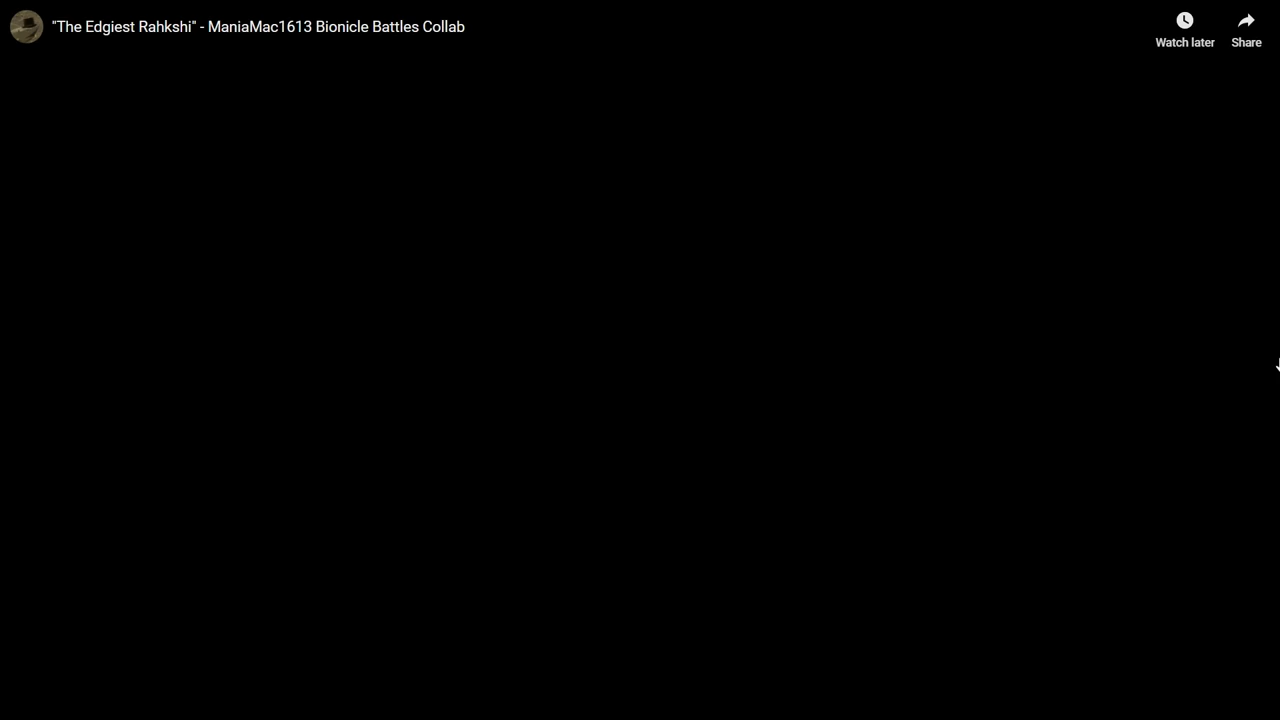 "The Edgiest Rahkshi" - ManiaMac1613 Bionicle Battles Collab
Watch later
Share